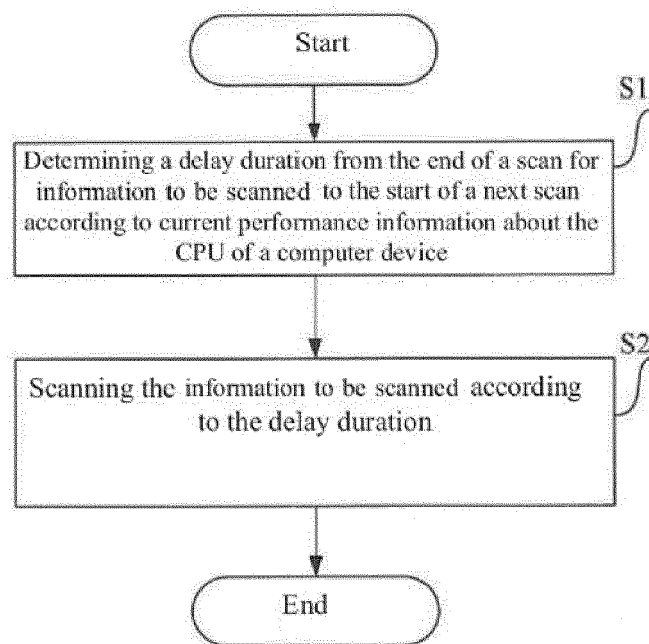 Start
S1
Determining a delay duration from the end of a scan for
information to be scanned to the start of a next scan
according to current performance information about the
CPU of a computer device
S2
Scanning the information to be scanned according
to the delay duration
End